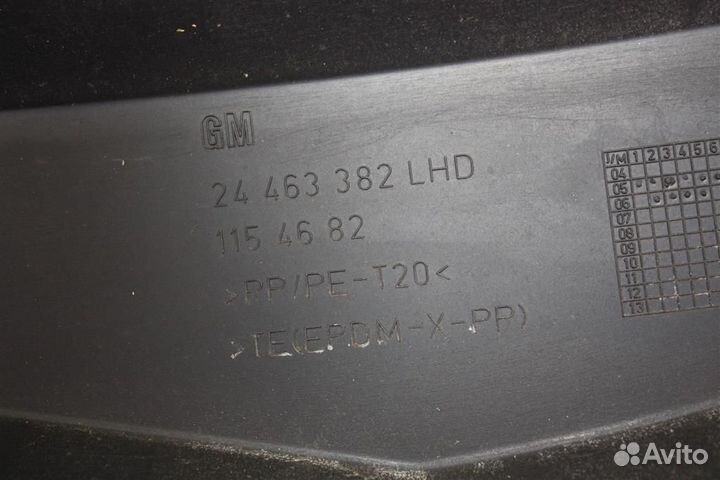 GM
24 463 382 LHD
115 46 82
>PP/PE-T20<
>TE(EPDM-X-PP)
J/M 1 2 3 4 5 6
04
05
06
07
08
09
10
11
12
13
Avito